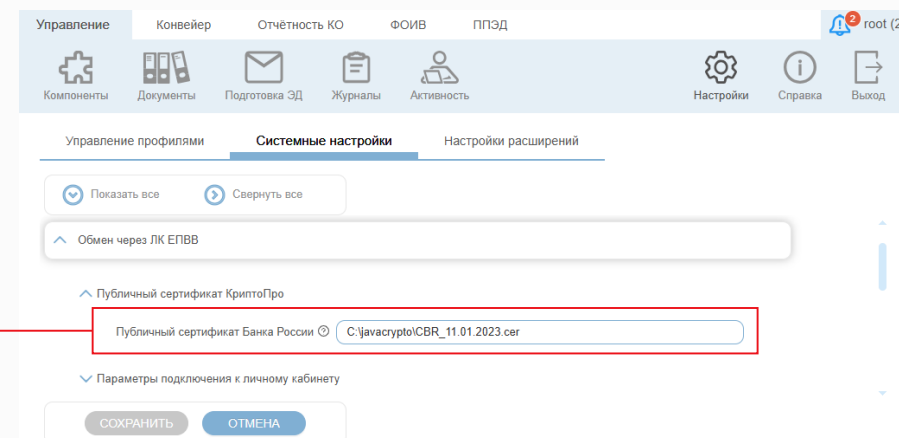 Управление Конвейер Отчётность КО ФОИВ ППЭД 2 root (2
Компоненты Документы Подготовка ЭД Журналы Активность Настройки Справка Выход
Управление профилями Системные настройки Настройки расширений
Показать все Свернуть все
Обмен через ЛК ЕПВВ
Публичный сертификат КриптоПро
Публичный сертификат Банка России ? C:\javacrypto\CBR_11.01.2023.cer
Параметры подключения к личному кабинету
СОХРАНИТЬ ОТМЕНА